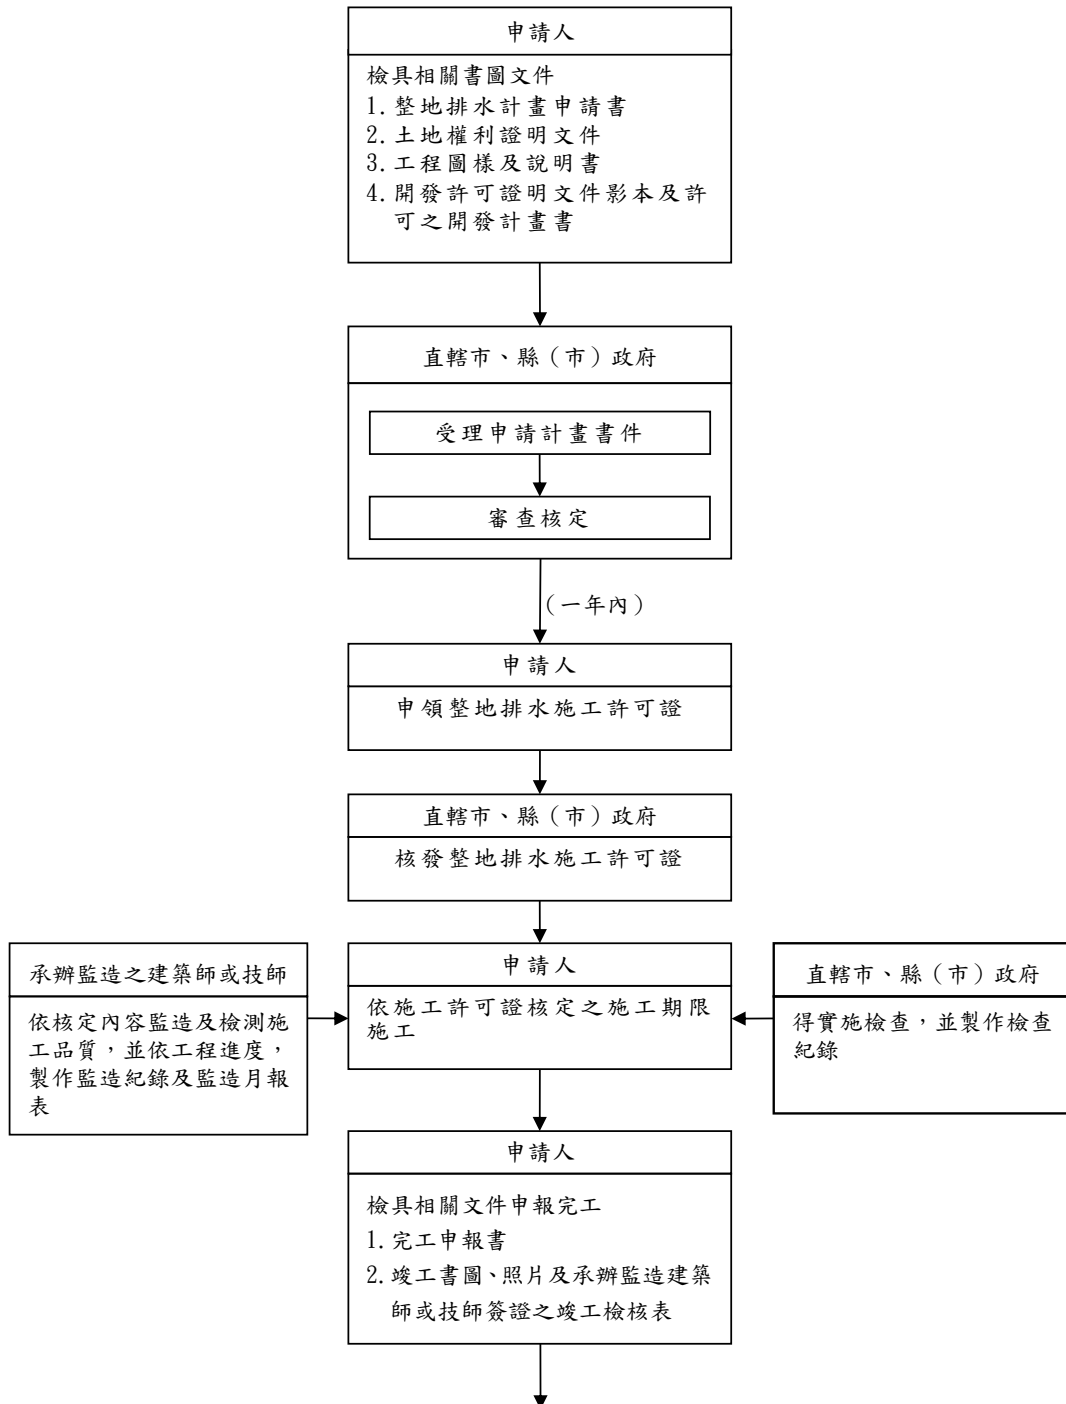 申請人
檢具相關書圖文件
1.整地排水計畫申請書
2.土地權利證明文件
3.工程圖樣及說明書
4.開發許可證明文件影本及許
可之開發計畫書
直轄市、縣（市）政府
受理申請計畫書件
審查核定
（一年內）
申請人
申領整地排水施工許可證
直轄市、縣（市）政府
核發整地排水施工許可證
承辦監造之建築師或技師
依核定內容監造及檢測施
工品質，並依工程進度，
製作監造紀錄及監造月報
表
申請人
依施工許可證核定之施工期限
施工
直轄市、縣（市）政府
得實施檢查，並製作檢查
紀錄
申請人
檢具相關文件申報完工
1.完工申報書
2.竣工書圖、照片及承辦監造建築
師或技師簽證之竣工檢核表